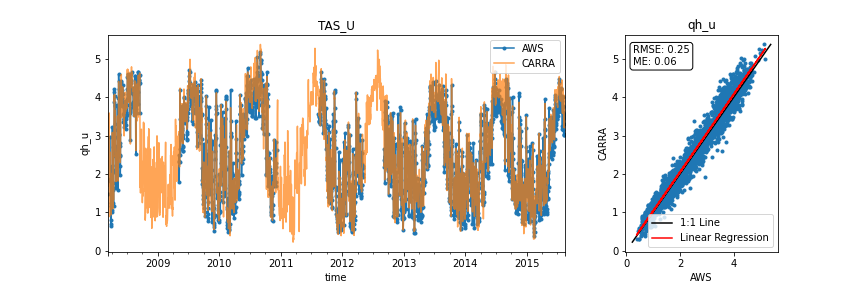 TAS_U
qh_u
5
4
3
2
1
0
2009
2010
2011
2012
2013
2014
2015
time
AWS
CARRA
qh_u
CARRA
5
4
3
2
1
0
0
2
4
AWS
RMSE: 0.25
ME: 0.06
1:1 Line
Linear Regression